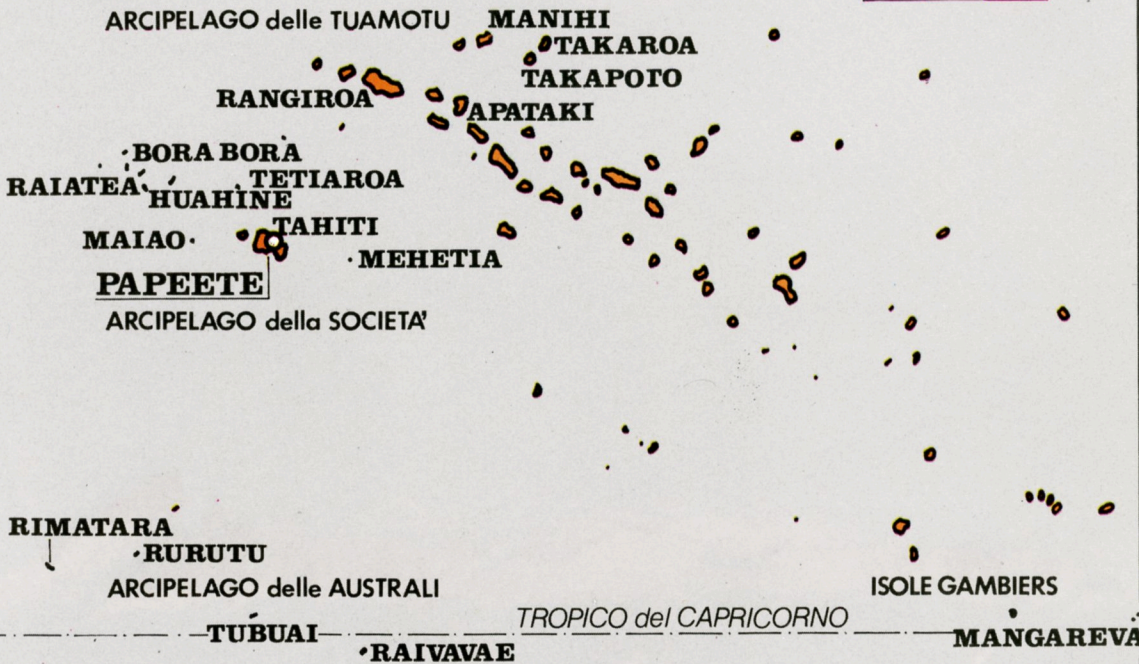 ARCIPELAGO delle TUAMOTU
MANIHI
TAKAROA
TAKAPOTO
RANGIROA
APATAKI
BORA BORA
RAIATEA
TETIAROA
HUAHINE
TAHITI
MAIAO
MEHETIA
PAPEETE
ARCIPELAGO della SOCIETA'
RIMATARA
RURUTU
ARCIPELAGO delle AUSTRALI
ISOLE GAMBIERS
TROPICO del CAPRICORNO
TUBUAI
MANGAREVA
RAIVAVAE